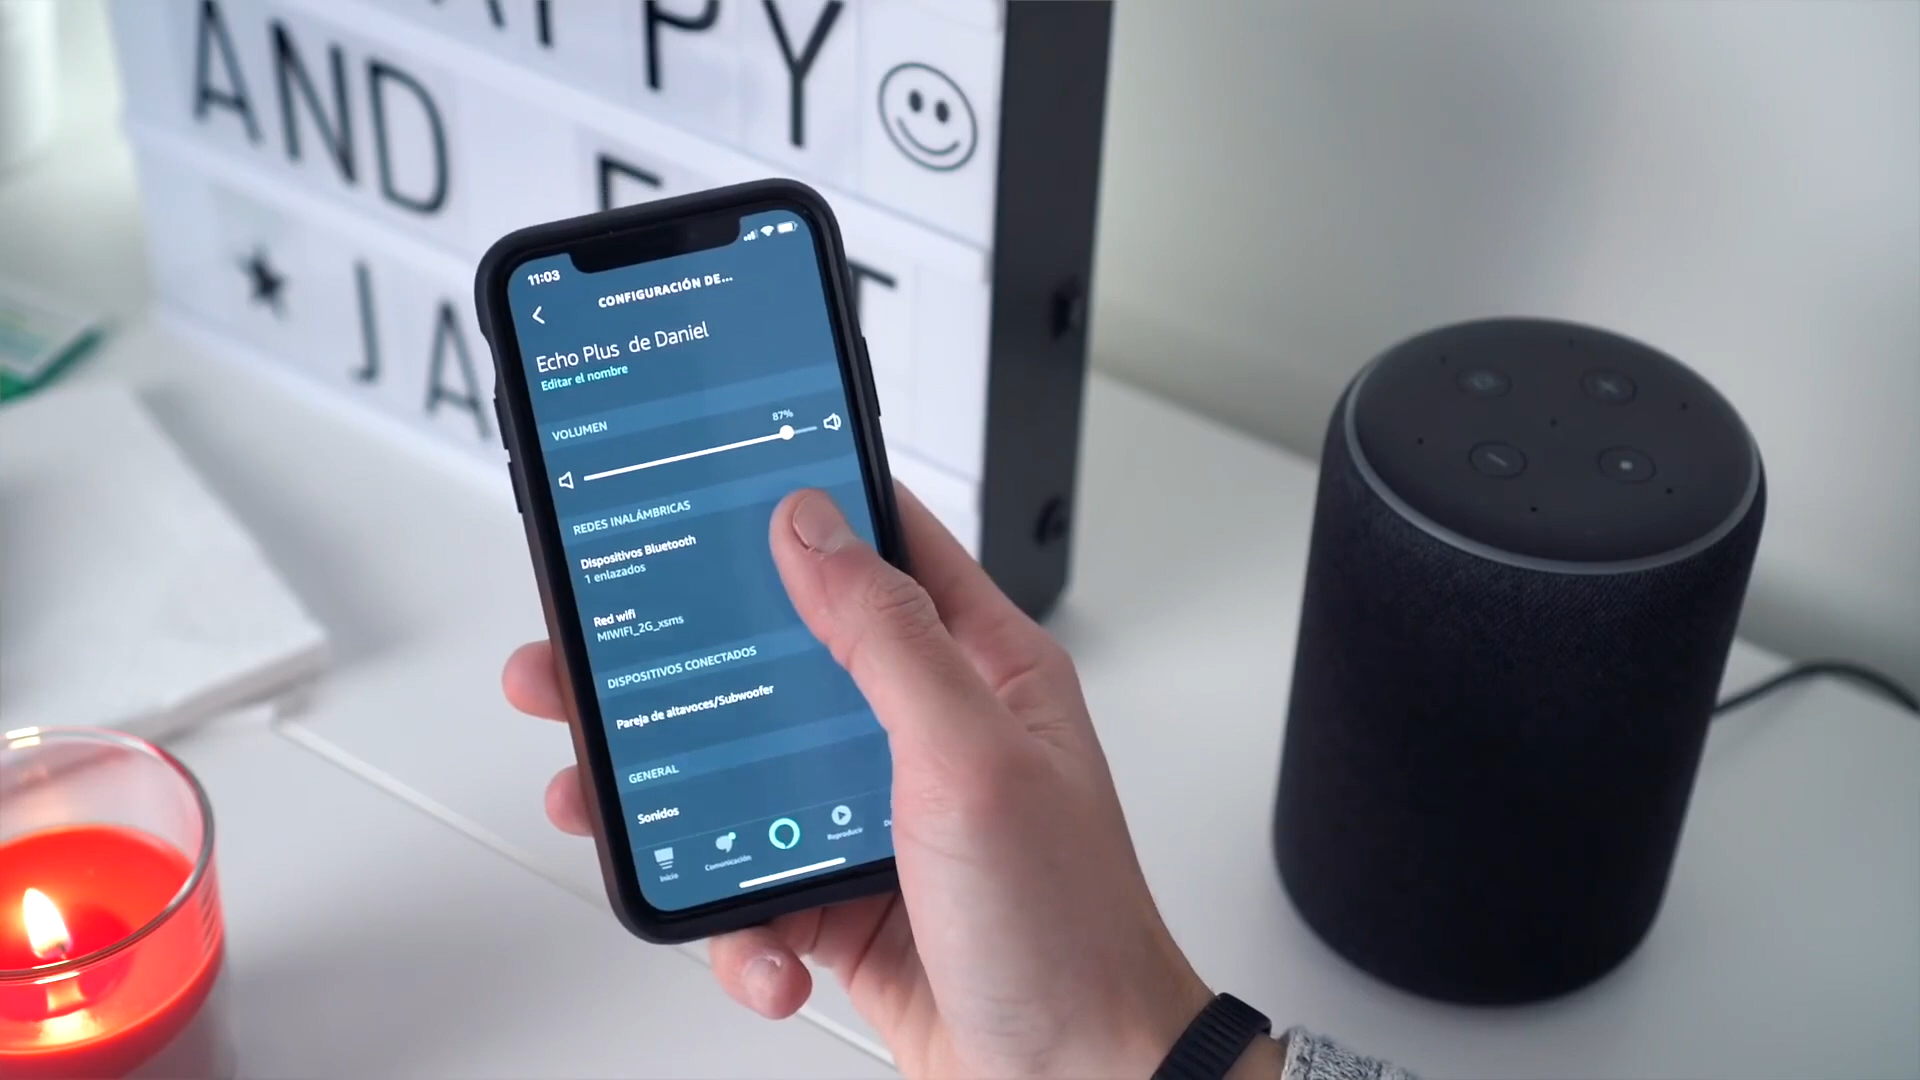 AND
JA
11:03
CONFIGURACIÓN DE...
Echo Plus de Daniel
Editar el nombre
VOLUMEN
87%
REDES INALÁMBRICAS
Dispositivos Bluetooth
1 enlazados
Red wifi
MIWIFI_2G_xsms
DISPOSITIVOS CONECTADOS
Pareja de altavoces/Subwoofer
GENERAL
Sonidos
Inicio
Comunicación
Reproducir